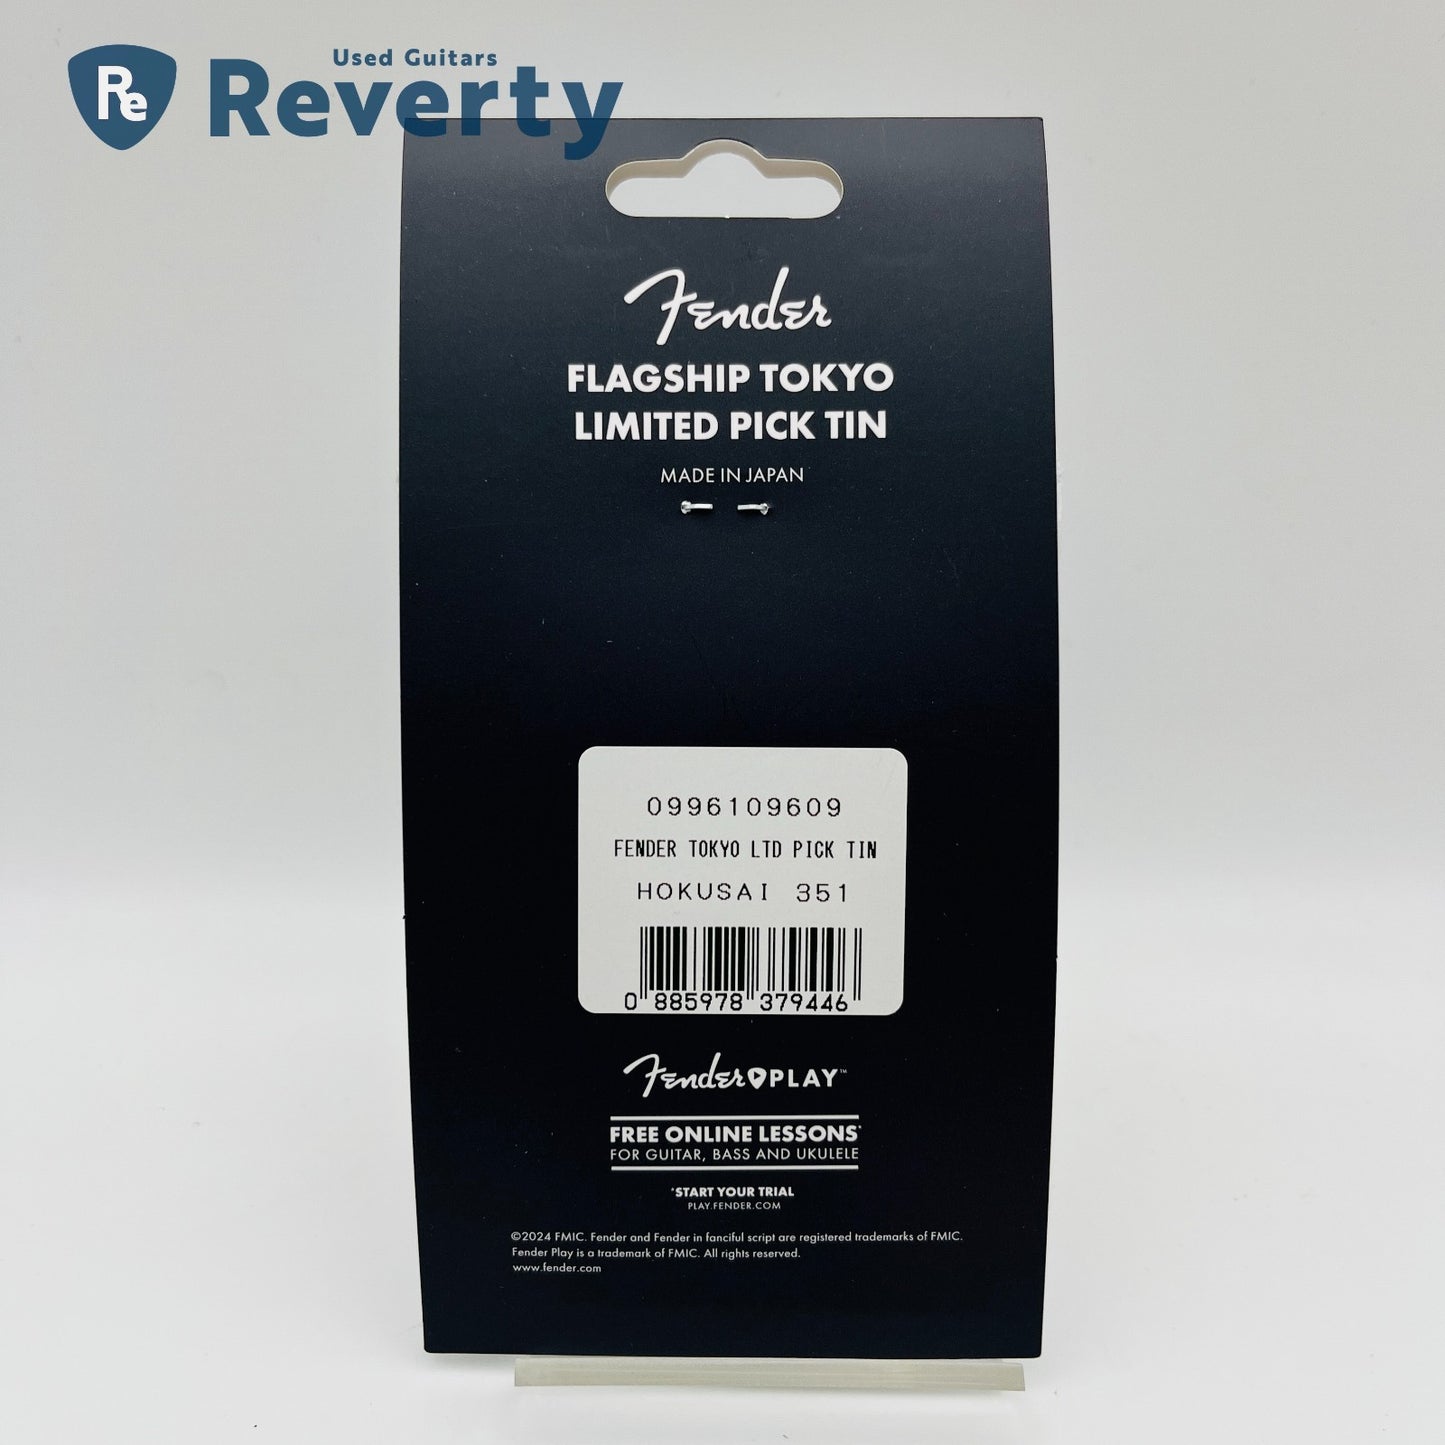 Used Guitars
Re Reverty
Fender
FLAGSHIP TOKYO
LIMITED PICK TIN
MADE IN JAPAN
0996109609
FENDER TOKYO LTD PICK TIN
HOKUSAI 351
0 885978 379446
Fender PLAY™
FREE ONLINE LESSONS*
FOR GUITAR, BASS AND UKULELE
*START YOUR TRIAL
PLAY.FENDER.COM
©2024 FMIC. Fender and Fender in fanciful script are registered trademarks of FMIC.
Fender Play is a trademark of FMIC. All rights reserved.
www.fender.com